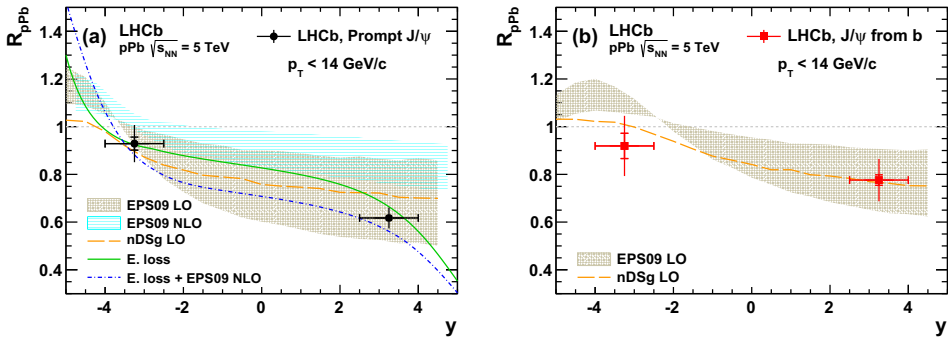 R_pPb
(a)
LHCb
pPb √s_NN = 5 TeV
LHCb, Prompt J/ψ
p_T < 14 GeV/c
1.4
1.2
1
0.8
0.6
0.4
EPS09 LO
EPS09 NLO
nDSg LO
E. loss
E. loss + EPS09 NLO
-4 -2 0 2 4
y
R_pPb
(b)
LHCb
pPb √s_NN = 5 TeV
LHCb, J/ψ from b
p_T < 14 GeV/c
1.4
1.2
1
0.8
0.6
0.4
EPS09 LO
nDSg LO
-4 -2 0 2 4
y